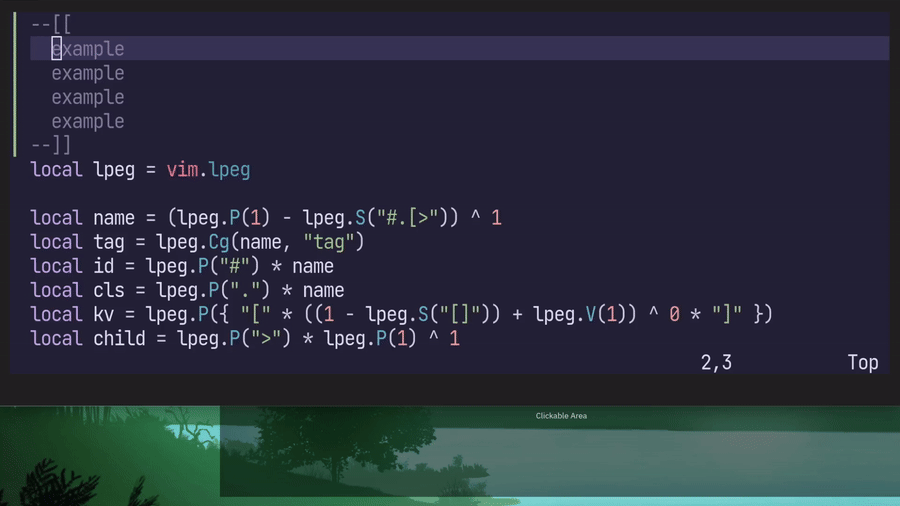 --[[
  example
  example
  example
  example
--]]
local lpeg = vim.lpeg

local name = (lpeg.P(1) - lpeg.S("#.[>")) ^ 1
local tag = lpeg.Cg(name, "tag")
local id = lpeg.P("#") * name
local cls = lpeg.P(".") * name
local kv = lpeg.P({ "[" * ((1 - lpeg.S("[]")) + lpeg.V(1)) ^ 0 * "]" })
local child = lpeg.P(">") * lpeg.P(1) ^ 1
2,3 Top
Clickable Area